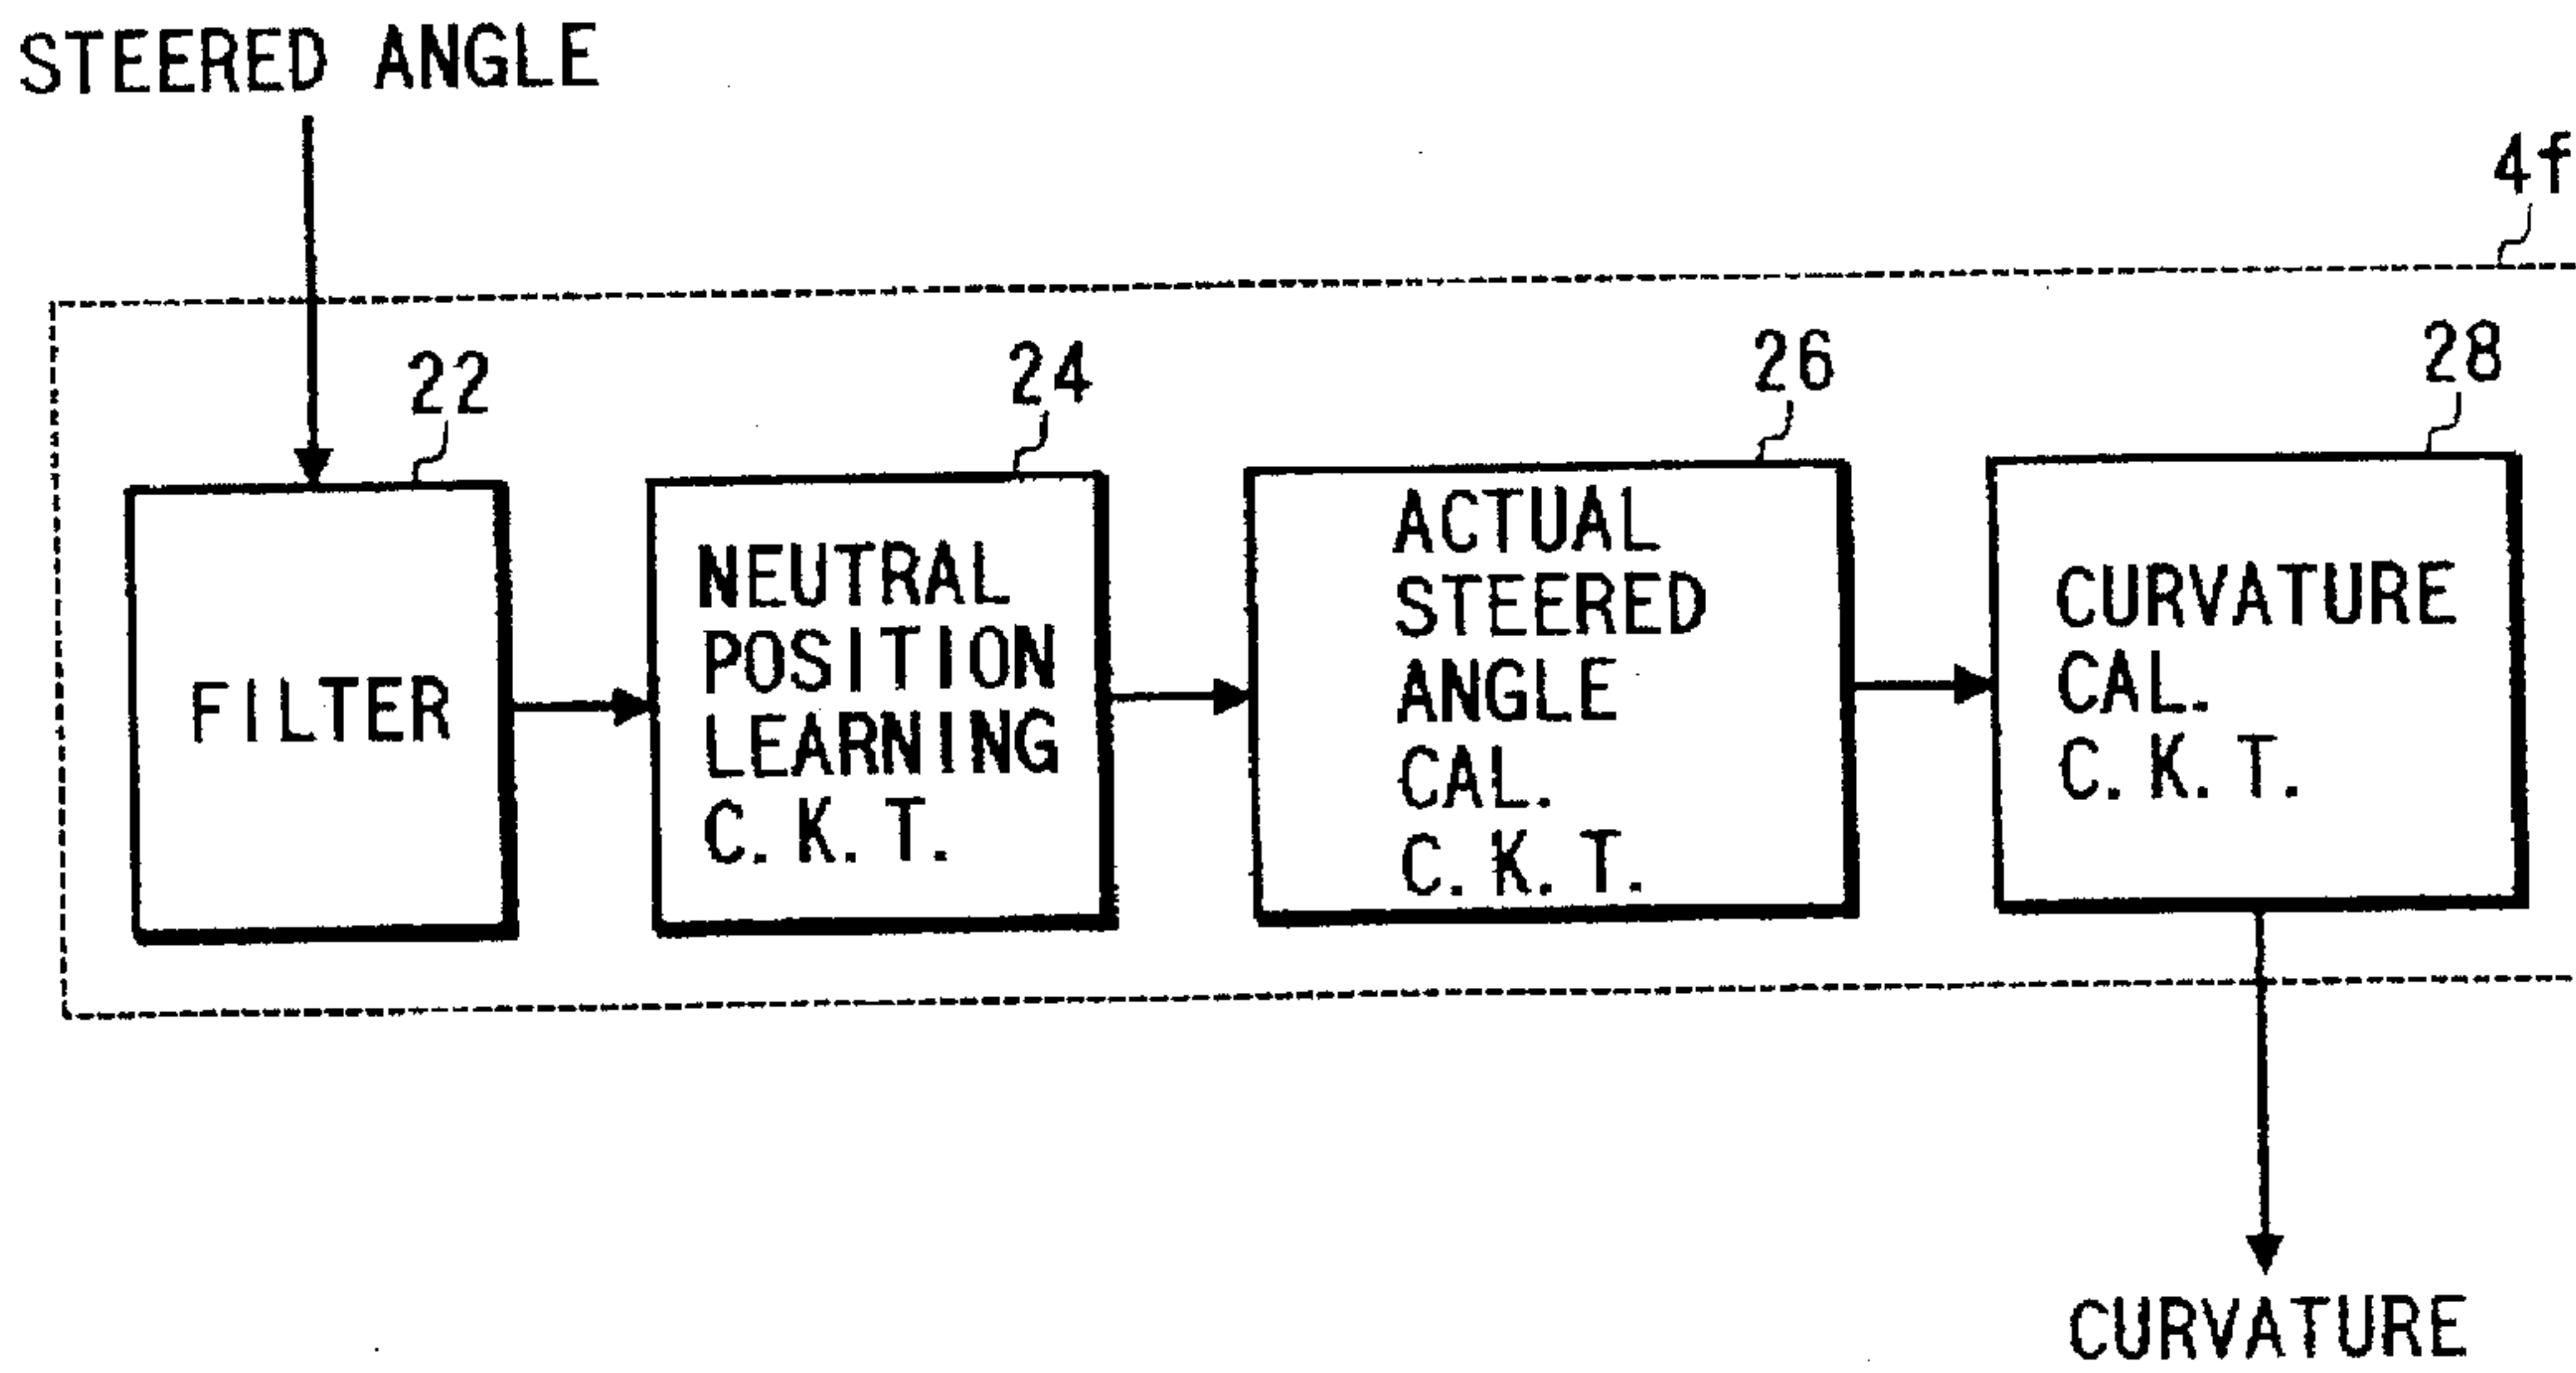 STEERED ANGLE
4f
22
24
26
28
FILTER
NEUTRAL
POSITION
LEARNING
C. K. T.
ACTUAL
STEERED
ANGLE
CAL.
C. K. T.
CURVATURE
CAL.
C. K. T.
CURVATURE